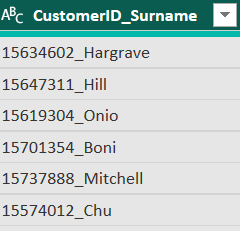 ABC CustomerID_Surname
15634602_Hargrave
15647311_Hill
15619304_Onio
15701354_Boni
15737888_Mitchell
15574012_Chu